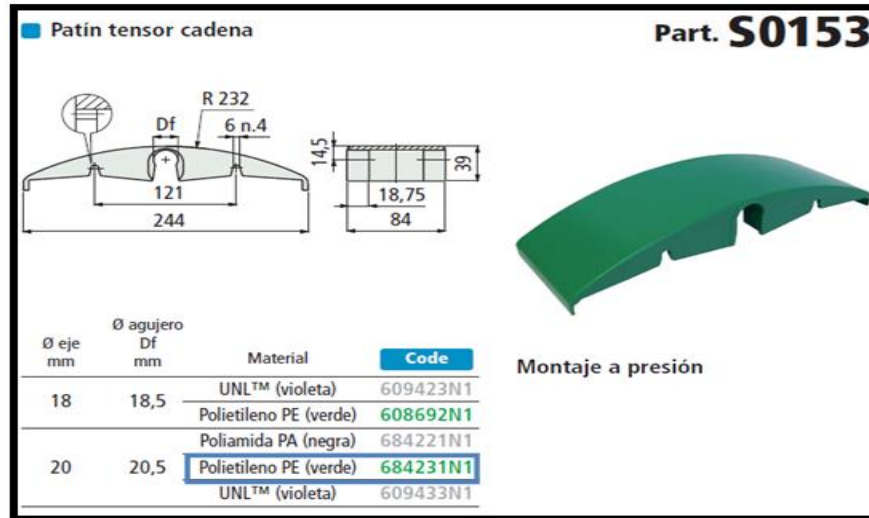 Patín tensor cadena
Part. S0153
R 232
Df
6 n.4
14,5
39
121
18,75
244
84
Ø eje
mm
Ø agujero
Df
mm
Material
Code
Montaje a presión
18
18,5
UNL™ (violeta) 609423N1
Polietileno PE (verde) 608692N1
20
20,5
Poliamida PA (negra) 684221N1
Polietileno PE (verde) 684231N1
UNL™ (violeta) 609433N1